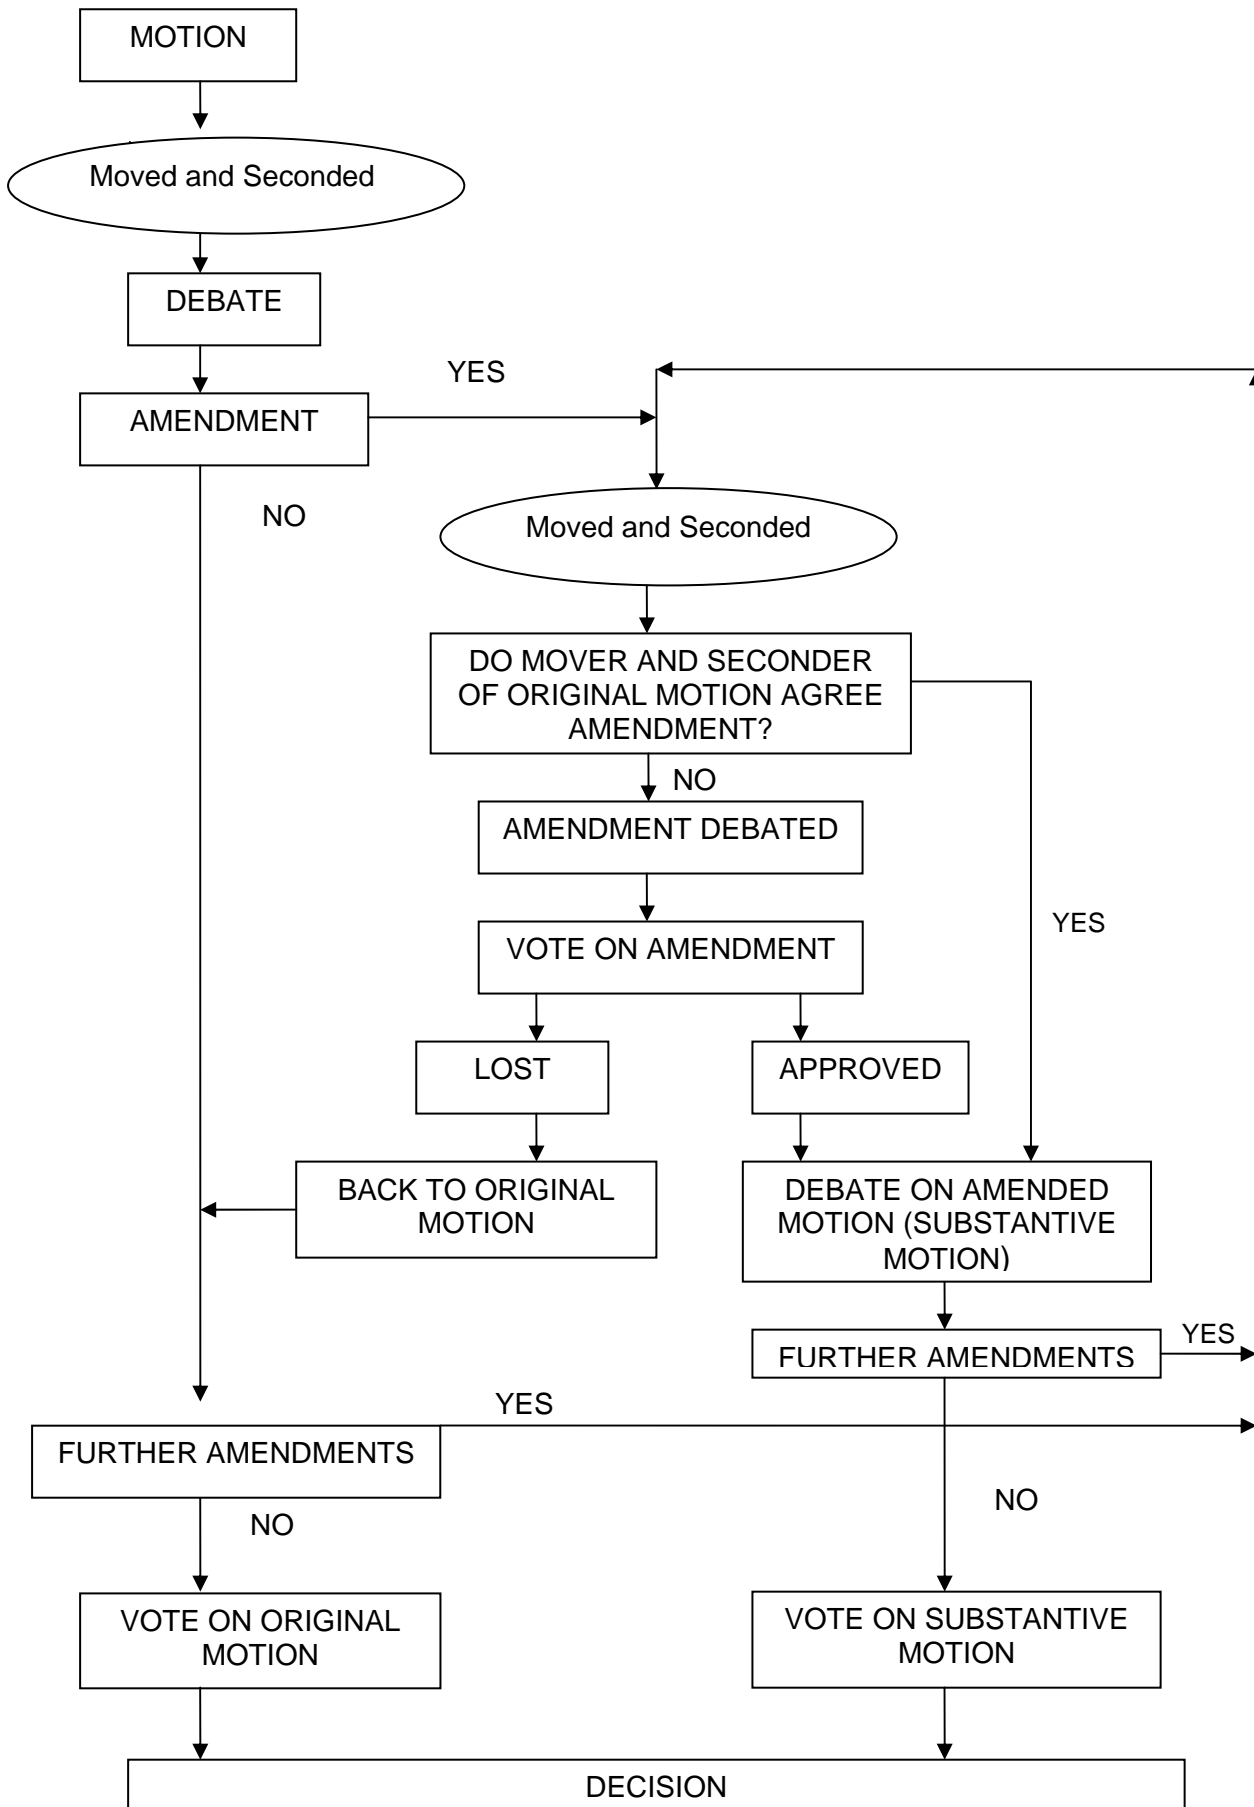 MOTION
Moved and Seconded
DEBATE
YES
AMENDMENT
NO
Moved and Seconded
DO MOVER AND SECONDER
OF ORIGINAL MOTION AGREE
AMENDMENT?
NO
AMENDMENT DEBATED
YES
VOTE ON AMENDMENT
LOST
APPROVED
BACK TO ORIGINAL
MOTION
DEBATE ON AMENDED
MOTION (SUBSTANTIVE
MOTION)
YES
FURTHER AMENDMENTS
YES
FURTHER AMENDMENTS
NO
NO
VOTE ON ORIGINAL
MOTION
VOTE ON SUBSTANTIVE
MOTION
DECISION